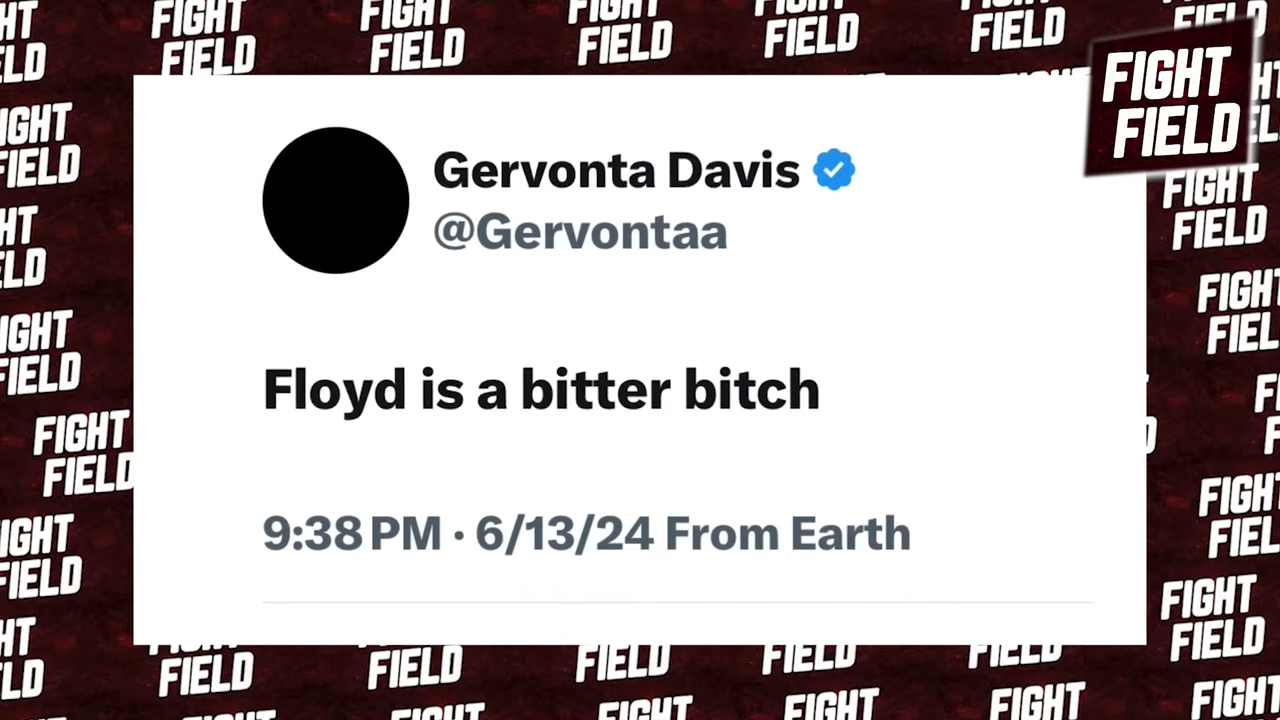 FIGHT
FIELD
Gervonta Davis
@Gervontaa
Floyd is a bitter bitch
9:38 PM · 6/13/24 From Earth